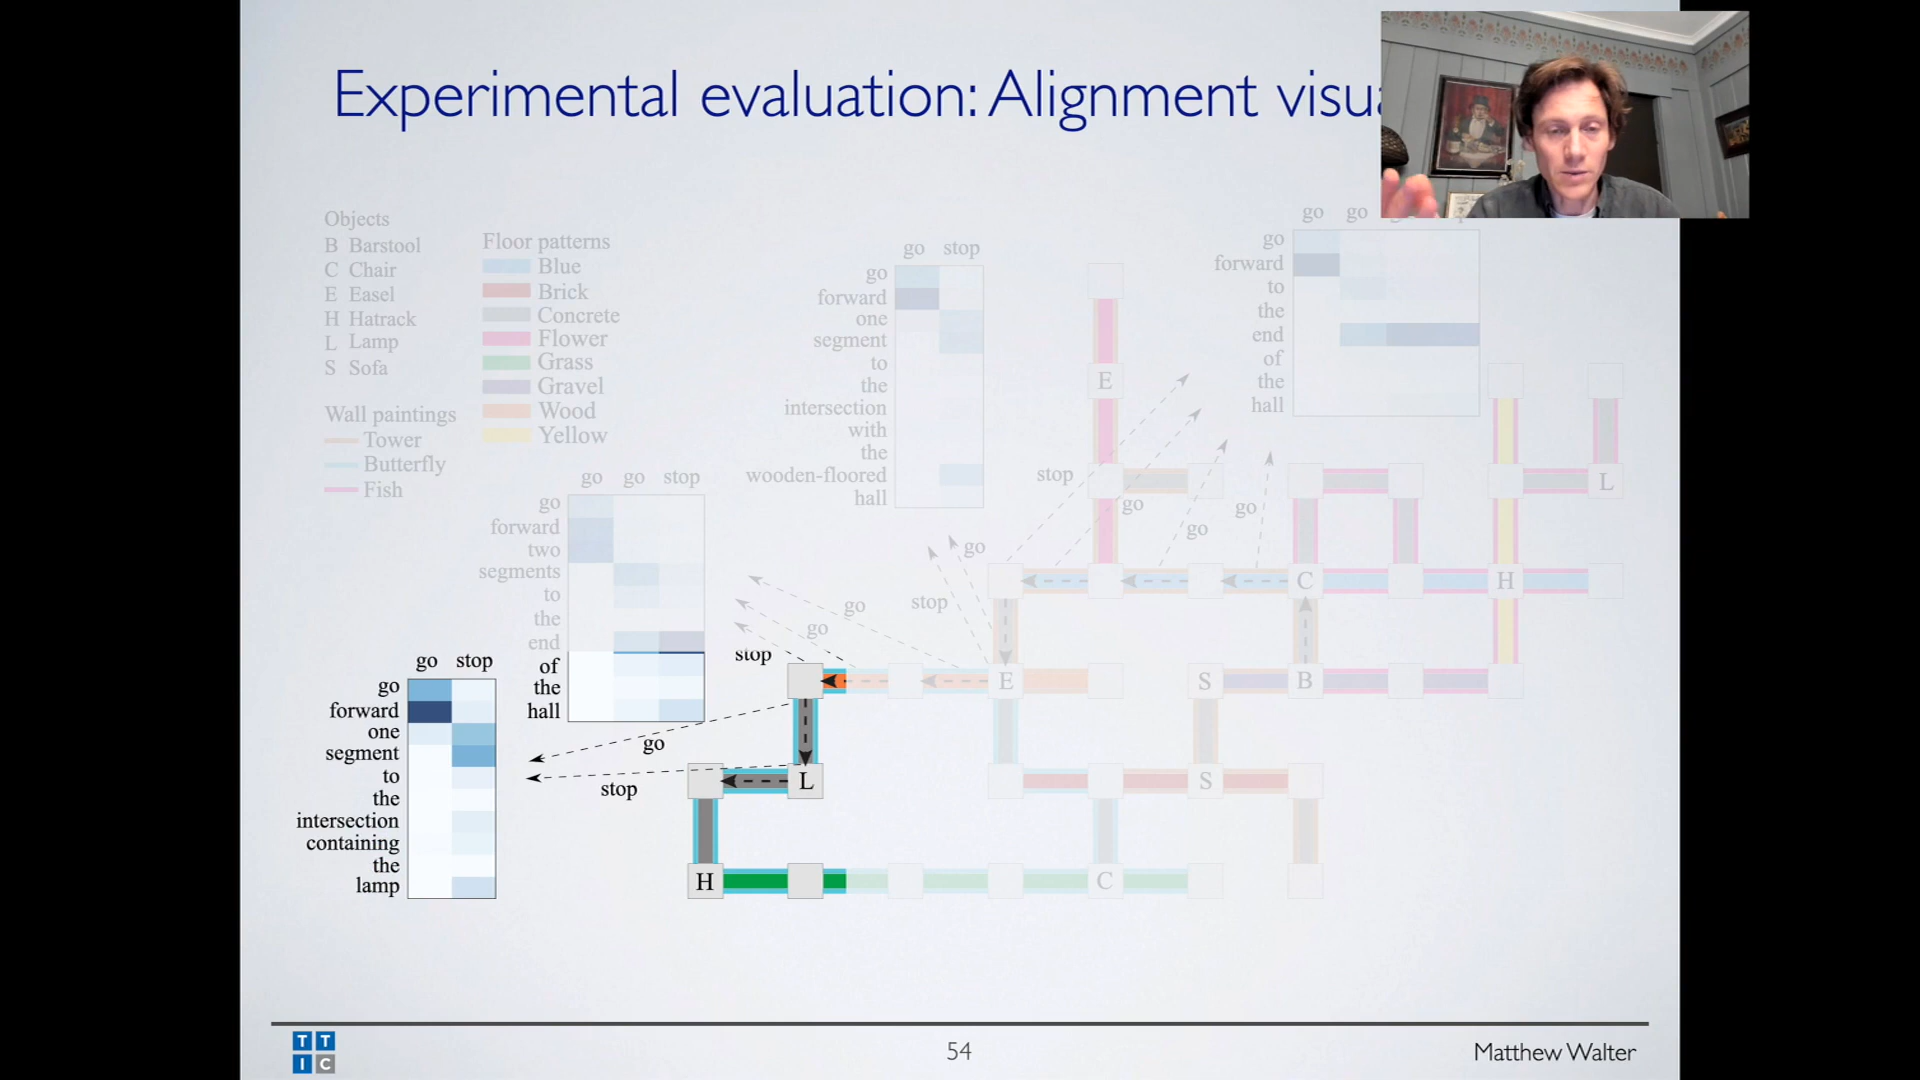 Experimental evaluation: Alignment visua
Objects
B Barstool
C Chair
E Easel
H Hatrack
L Lamp
S Sofa
Wall paintings
Tower
Butterfly
Fish
Floor patterns
Blue
Brick
Concrete
Flower
Grass
Gravel
Wood
Yellow
go stop
go
forward
one
segment
to
the
intersection
with
the
wooden-floored
hall
go go
go
forward
to
the
end
of
the
hall
go go stop
go
forward
two
segments
to
the
end
of
the
hall
go stop
go
forward
one
segment
to
the
intersection
containing
the
lamp
E
L
stop
go
go
go
go
stop
go
go
stop
C
H
E
S
B
go
stop
L
S
H
C
T T
I C
54
Matthew Walter